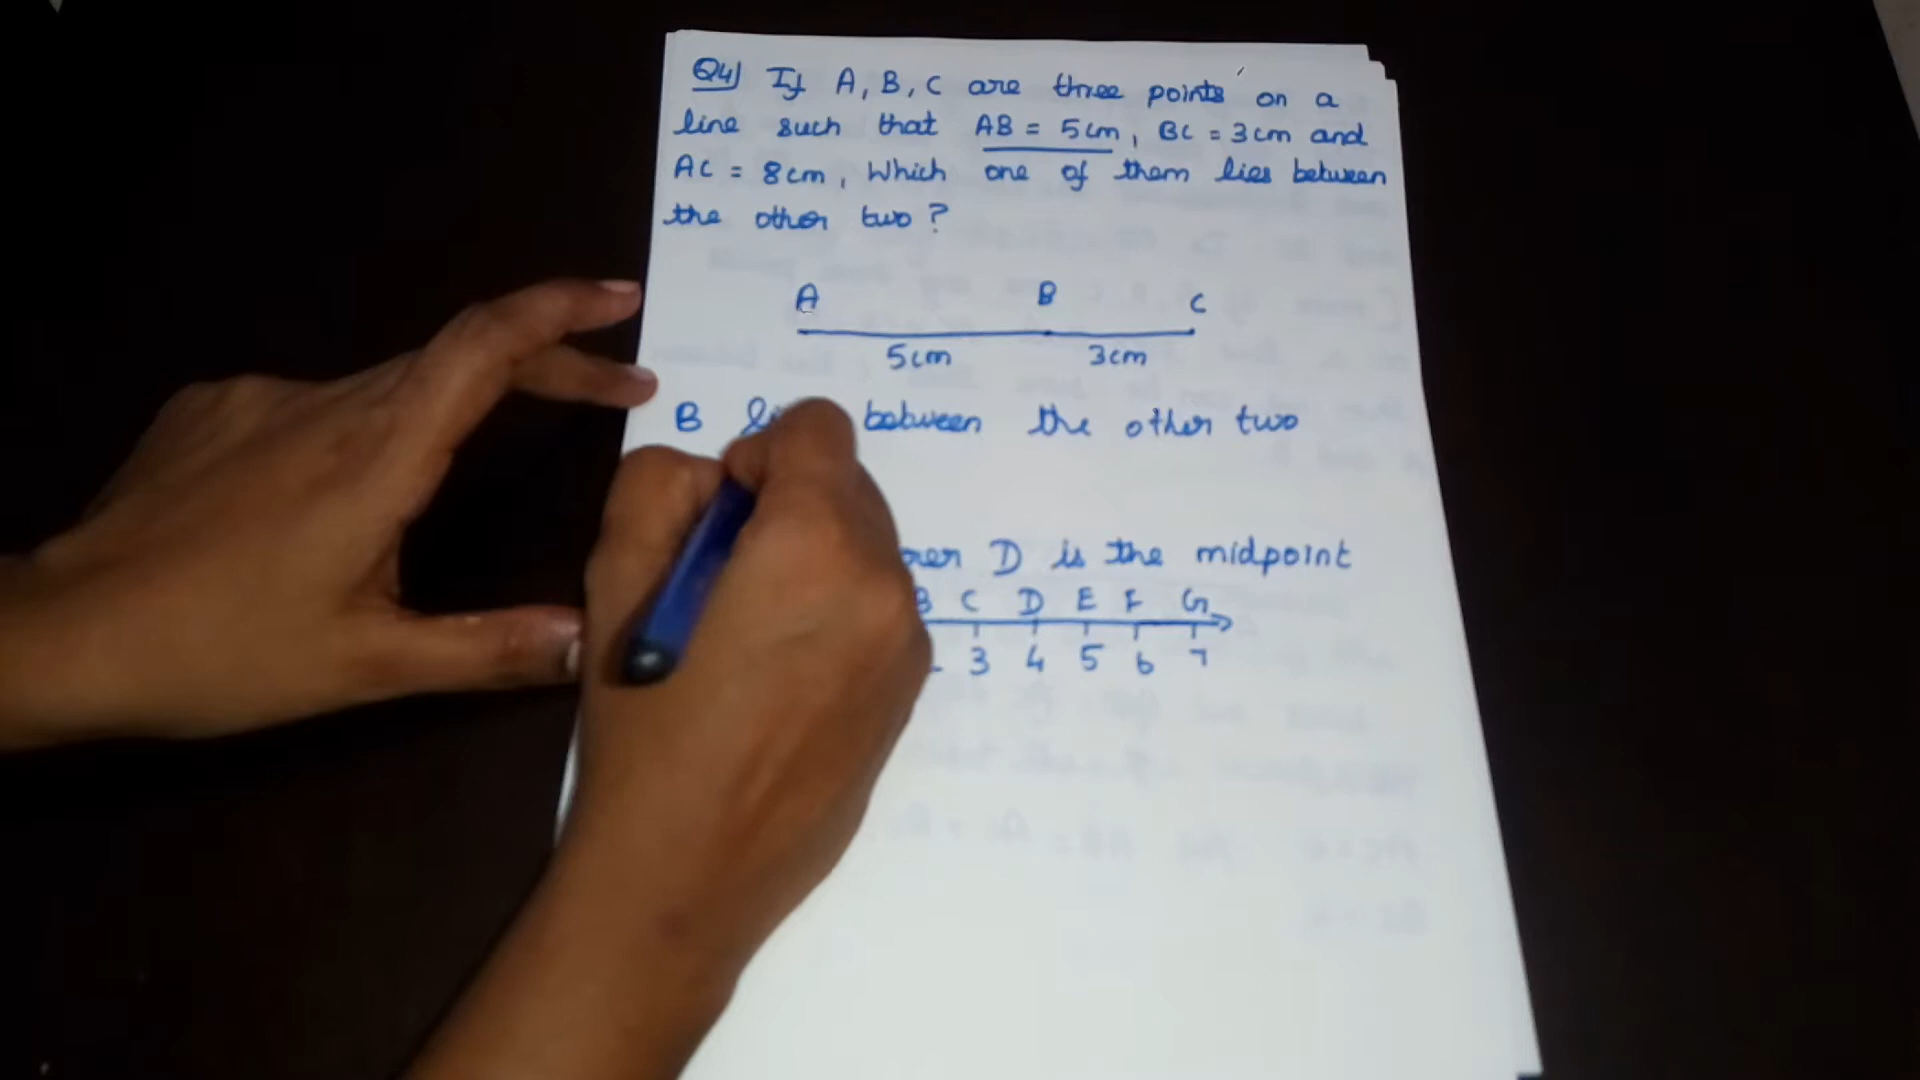 Q4) If A, B, C are three points on a
line such that AB = 5cm, BC = 3cm and
AC = 8cm, Which one of them lies between
the other two?
A B C
5cm 3cm
B between the other two
D is the midpoint
B C D E F G
3 4 5 6 7